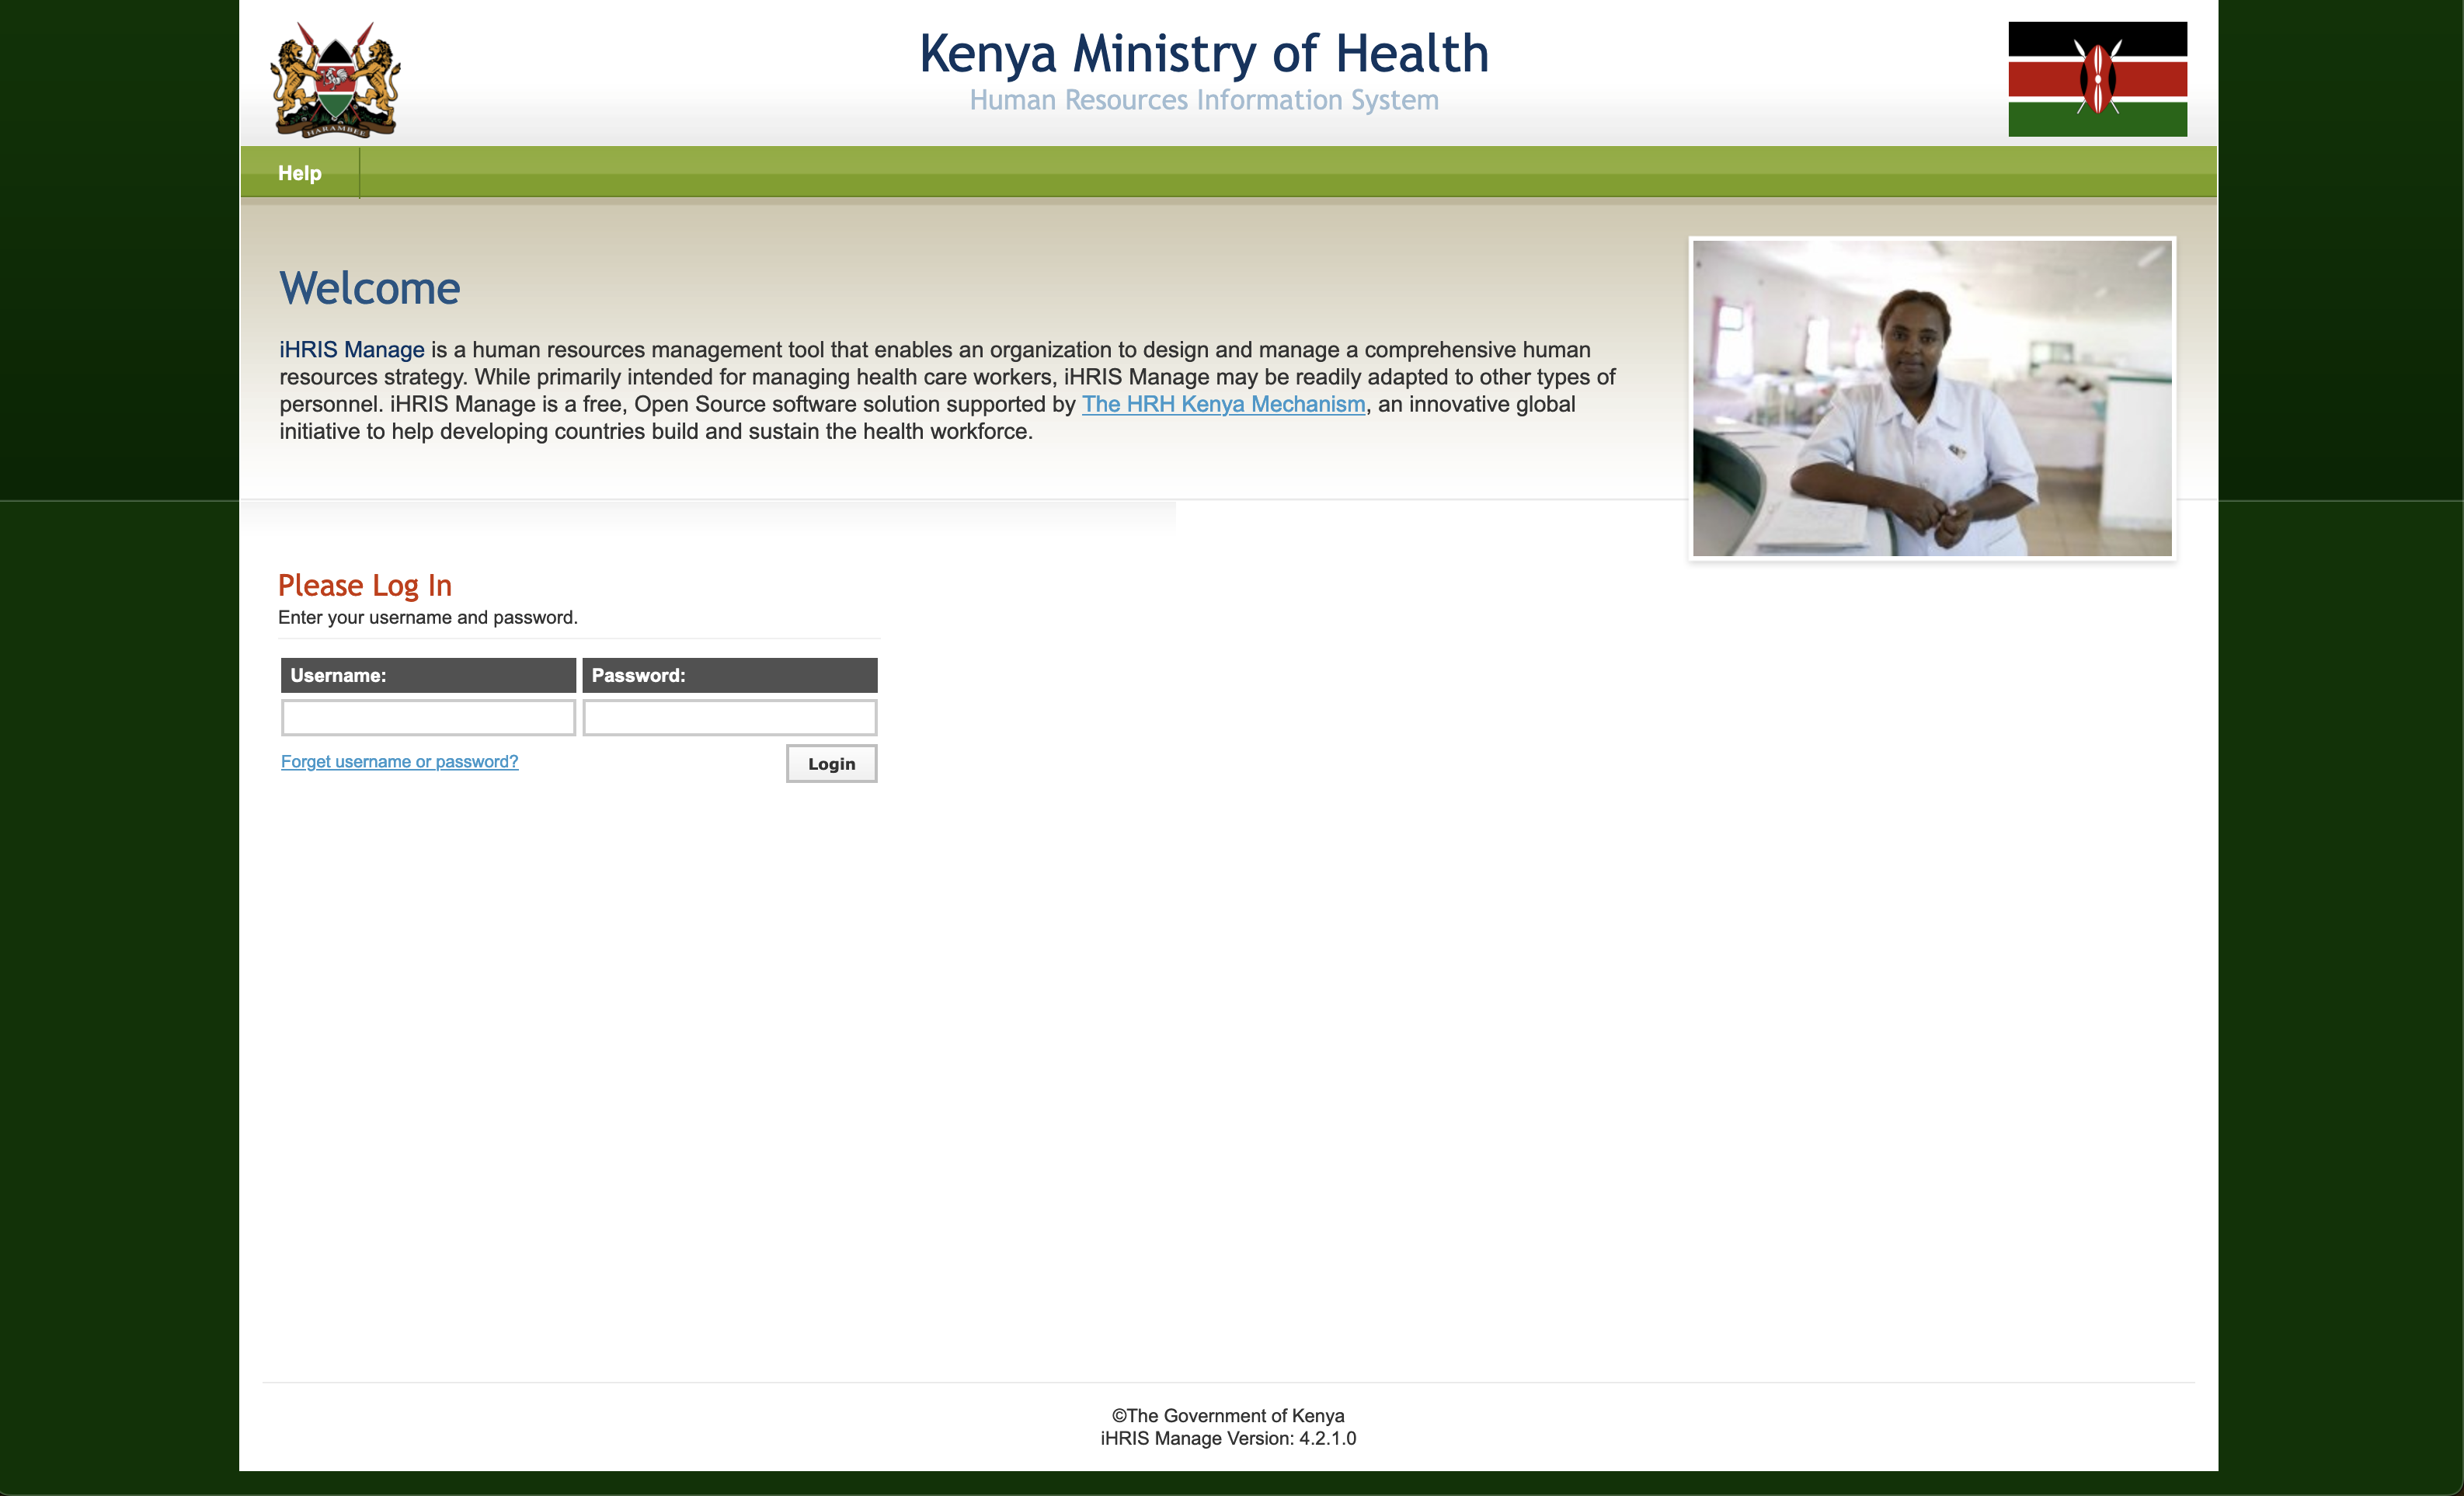 HARAMBEE
Kenya Ministry of Health
Human Resources Information System
Help
Welcome
iHRIS Manage is a human resources management tool that enables an organization to design and manage a comprehensive human
resources strategy. While primarily intended for managing health care workers, iHRIS Manage may be readily adapted to other types of
personnel. iHRIS Manage is a free, Open Source software solution supported by The HRH Kenya Mechanism, an innovative global
initiative to help developing countries build and sustain the health workforce.
Please Log In
Enter your username and password.
Username: Password:
Forget username or password? Login
©The Government of Kenya
iHRIS Manage Version: 4.2.1.0